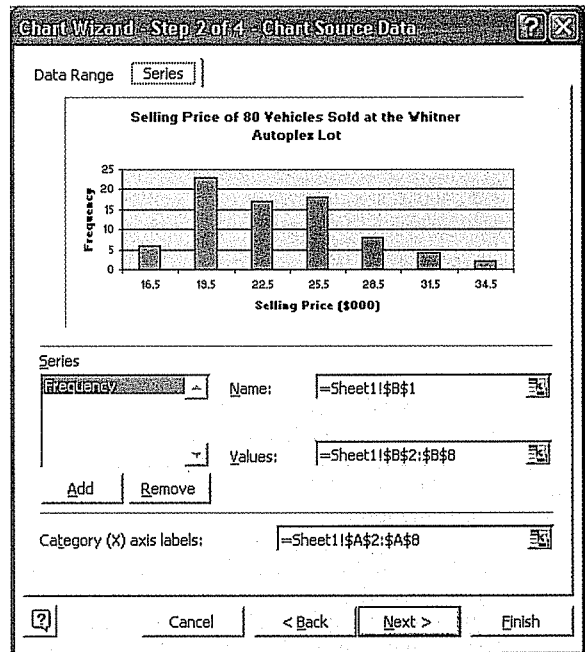 Chart Wizard - Step 2 of 4 - Chart Source Data
Data Range Series
Selling Price of 80 Vehicles Sold at the Whitner
Autoplex Lot
Frequency
25
20
15
10
5
0
16.5 19.5 22.5 25.5 28.5 31.5 34.5
Selling Price ($000)
Series
Frequency
Name: =Sheet1!$B$1
Values: =Sheet1!$B$2:$B$8
Add Remove
Category (X) axis labels: =Sheet1!$A$2:$A$8
Cancel < Back Next > Finish